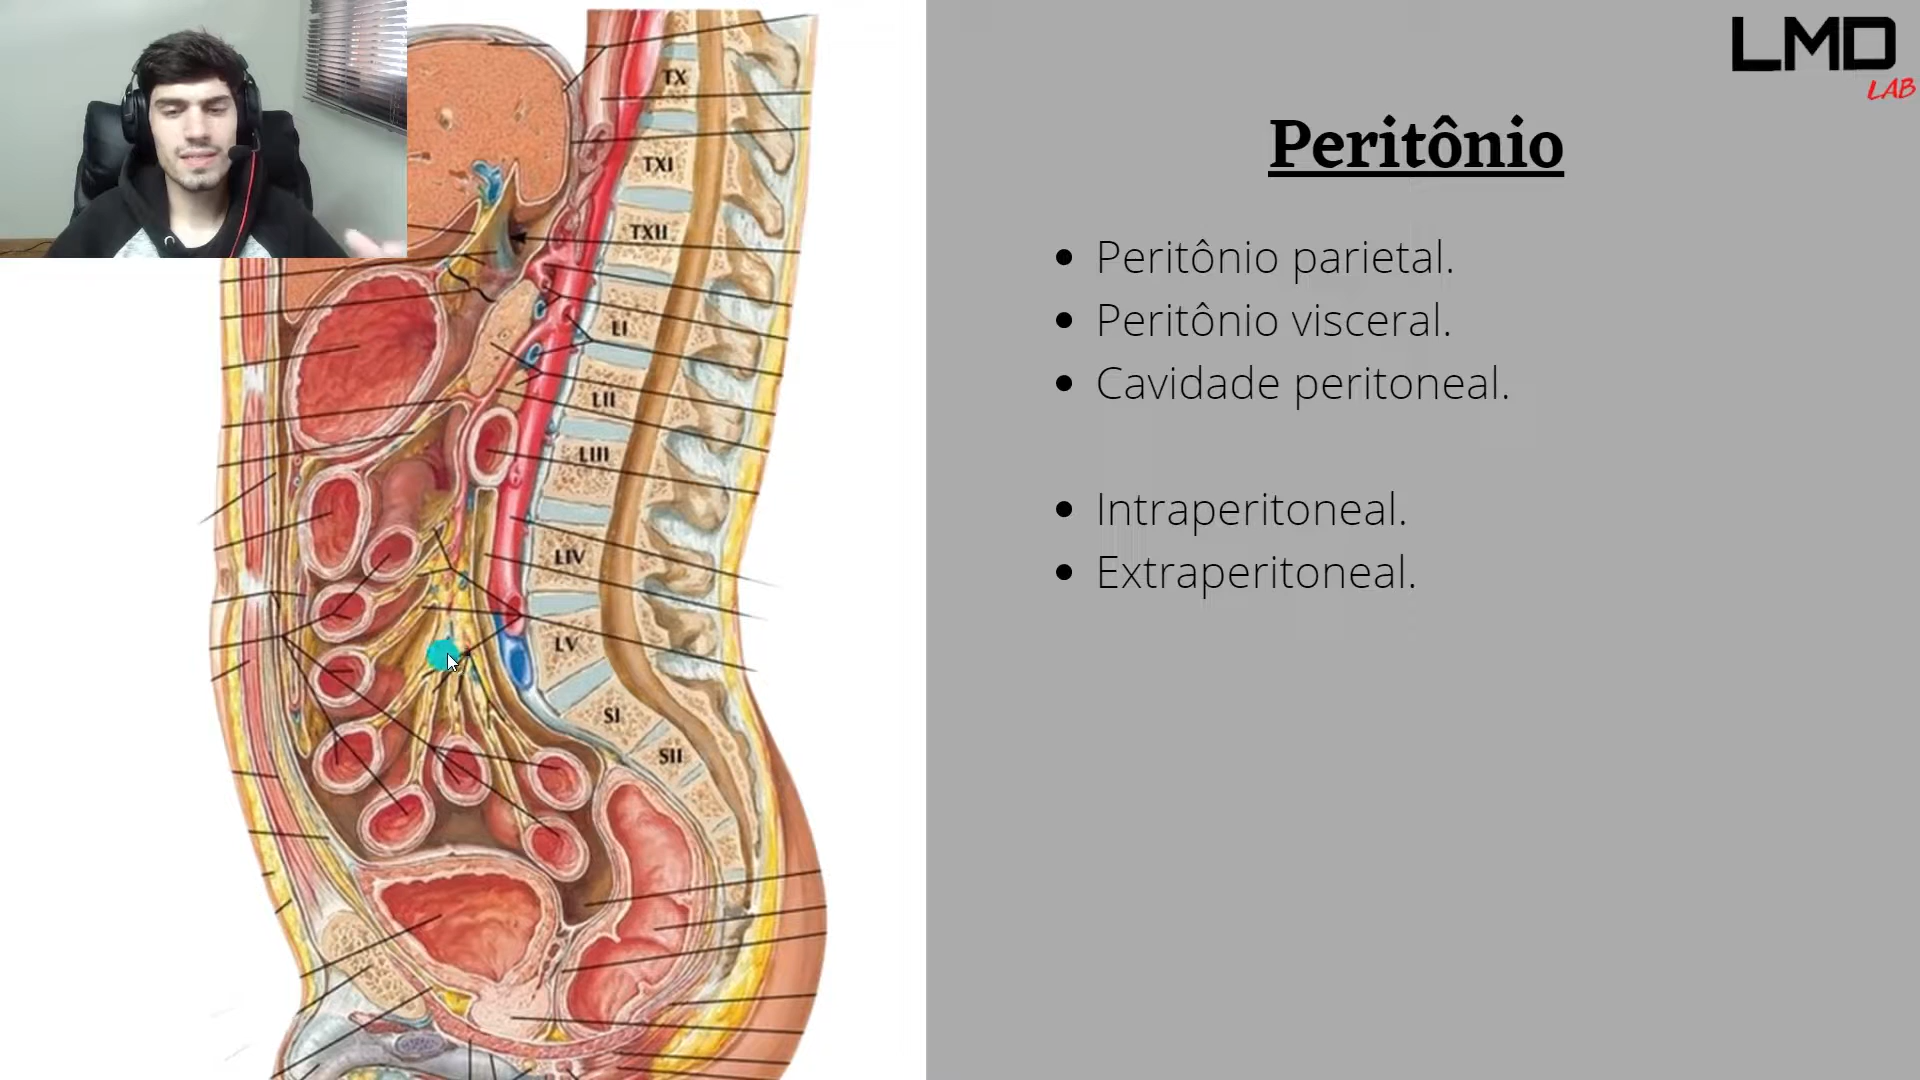 LMD
LAB
Peritônio
Peritônio parietal.
Peritônio visceral.
Cavidade peritoneal.
Intraperitoneal.
Extraperitoneal.
TX
TXI
TXII
LI
LII
LIII
LIV
LV
SI
SII